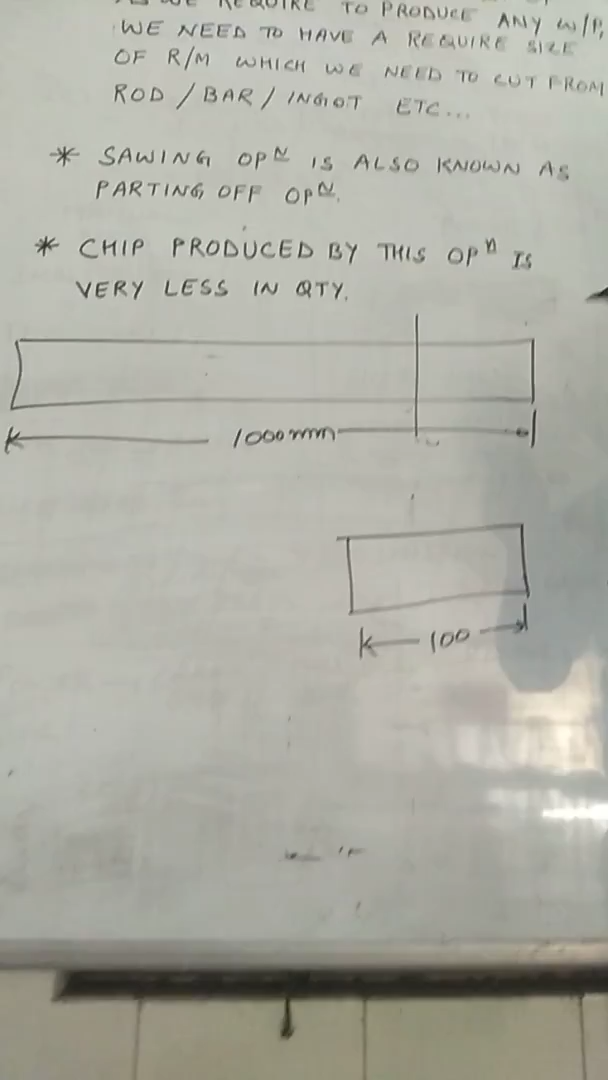 AS WE REQUIRE TO PRODUCE ANY W/P,
WE NEED TO HAVE A REQUIRE SIZE
OF R/M WHICH WE NEED TO CUT FROM
ROD / BAR / INGOT ETC...
* SAWING OPN IS ALSO KNOWN AS
PARTING OFF OPN.
* CHIP PRODUCED BY THIS OPn IS
VERY LESS IN QTY.
1000mm
100